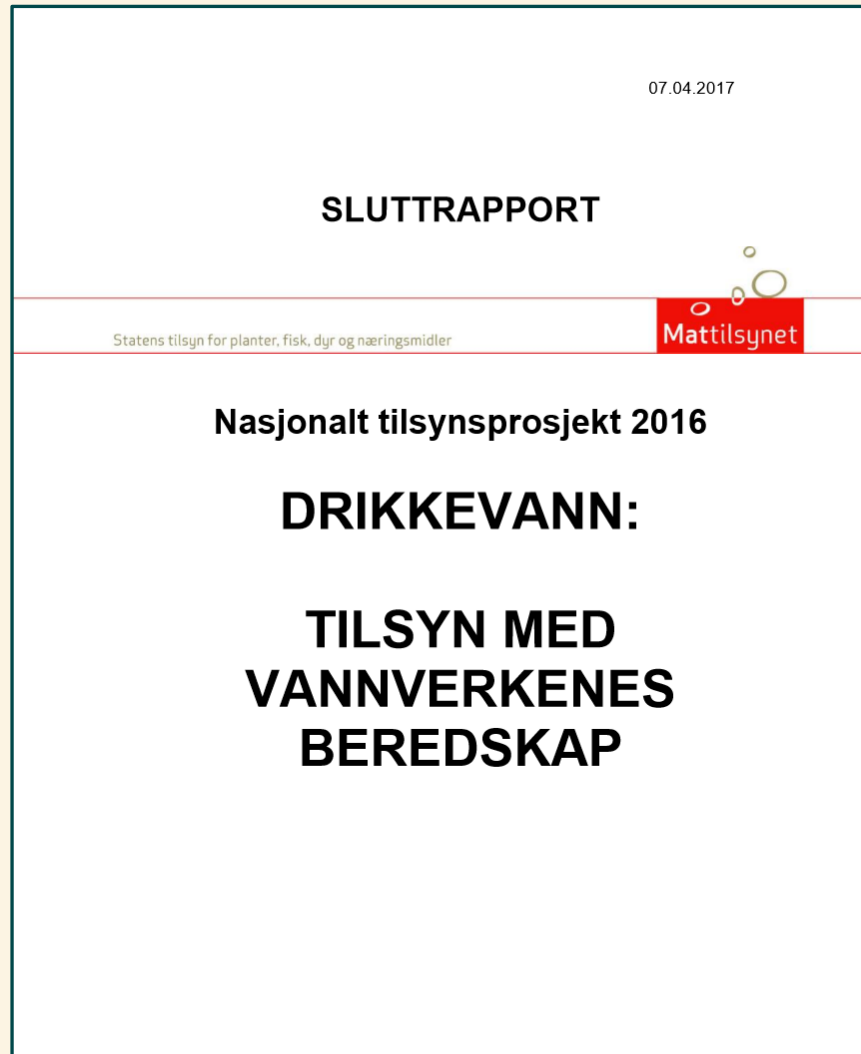 07.04.2017
SLUTTRAPPORT
Statens tilsyn for planter, fisk, dyr og næringsmidler
Mattilsynet
Nasjonalt tilsynsprosjekt 2016
DRIKKEVANN:
TILSYN MED
VANNVERKENES
BEREDSKAP